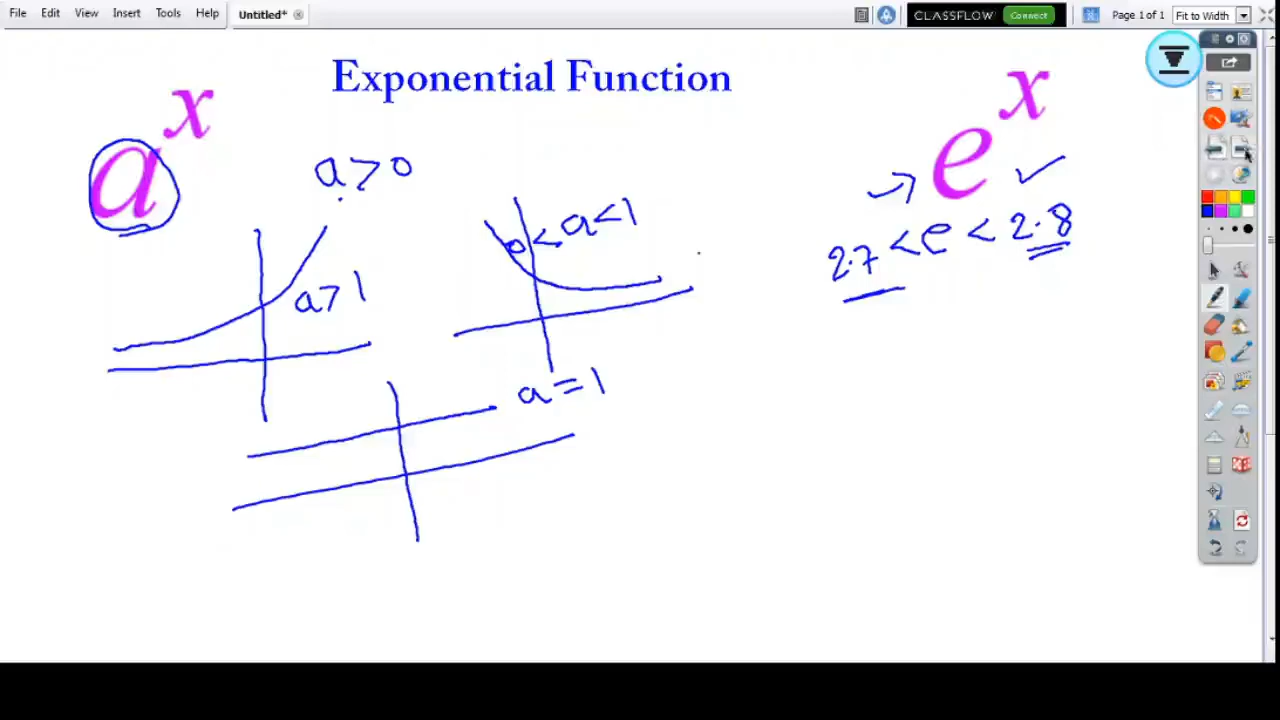 File Edit View Insert Tools Help Untitled* CLASSFLOW Connect Page 1 of 1 Fit to Width
Exponential Function
a^x
e^x
a > 0
0 < a < 1
2.7 < e < 2.8
a > 1
a = 1